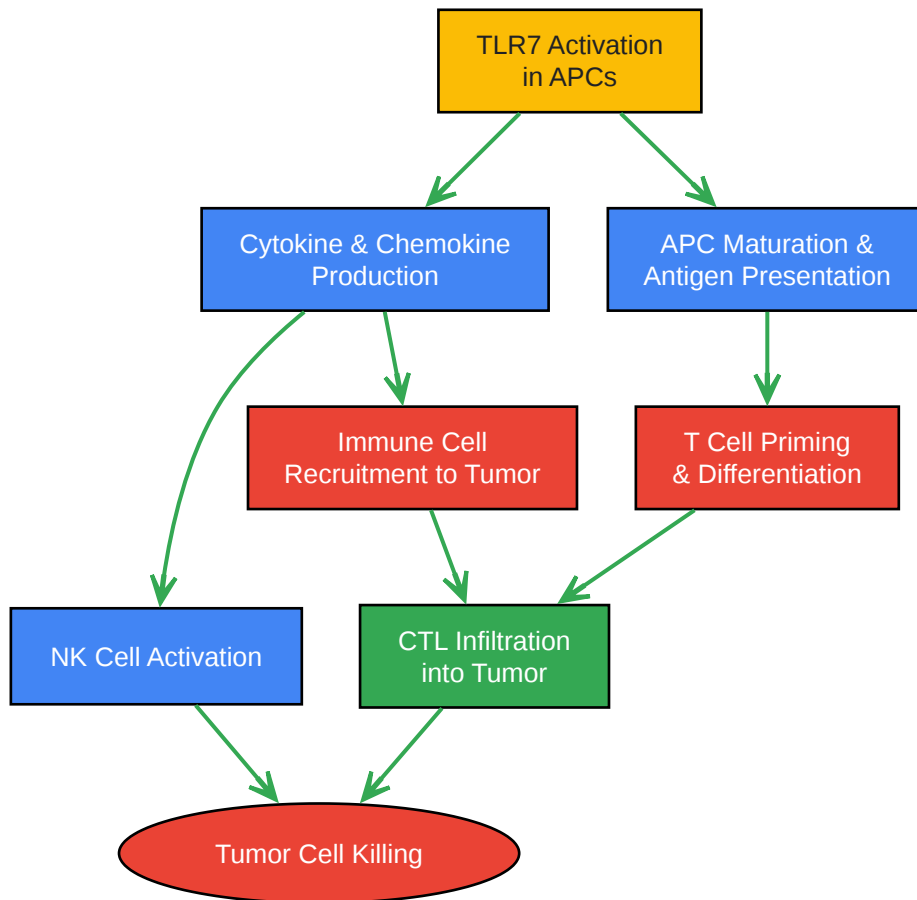 TLR7 Activation
in APCs
Cytokine & Chemokine
Production
APC Maturation &
Antigen Presentation
Immune Cell
Recruitment to Tumor
T Cell Priming
& Differentiation
NK Cell Activation
CTL Infiltration
into Tumor
Tumor Cell Killing